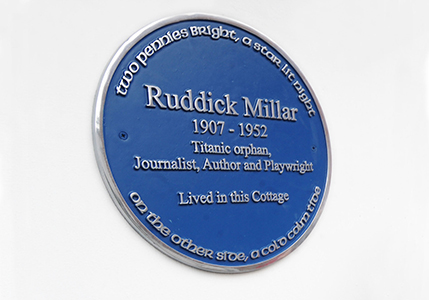 two pennies bright, a star lit night
Ruddick Millar
1907 - 1952
Titanic orphan,
Journalist, Author and Playwright
Lived in this Cottage
on the other side, a cold calm tide